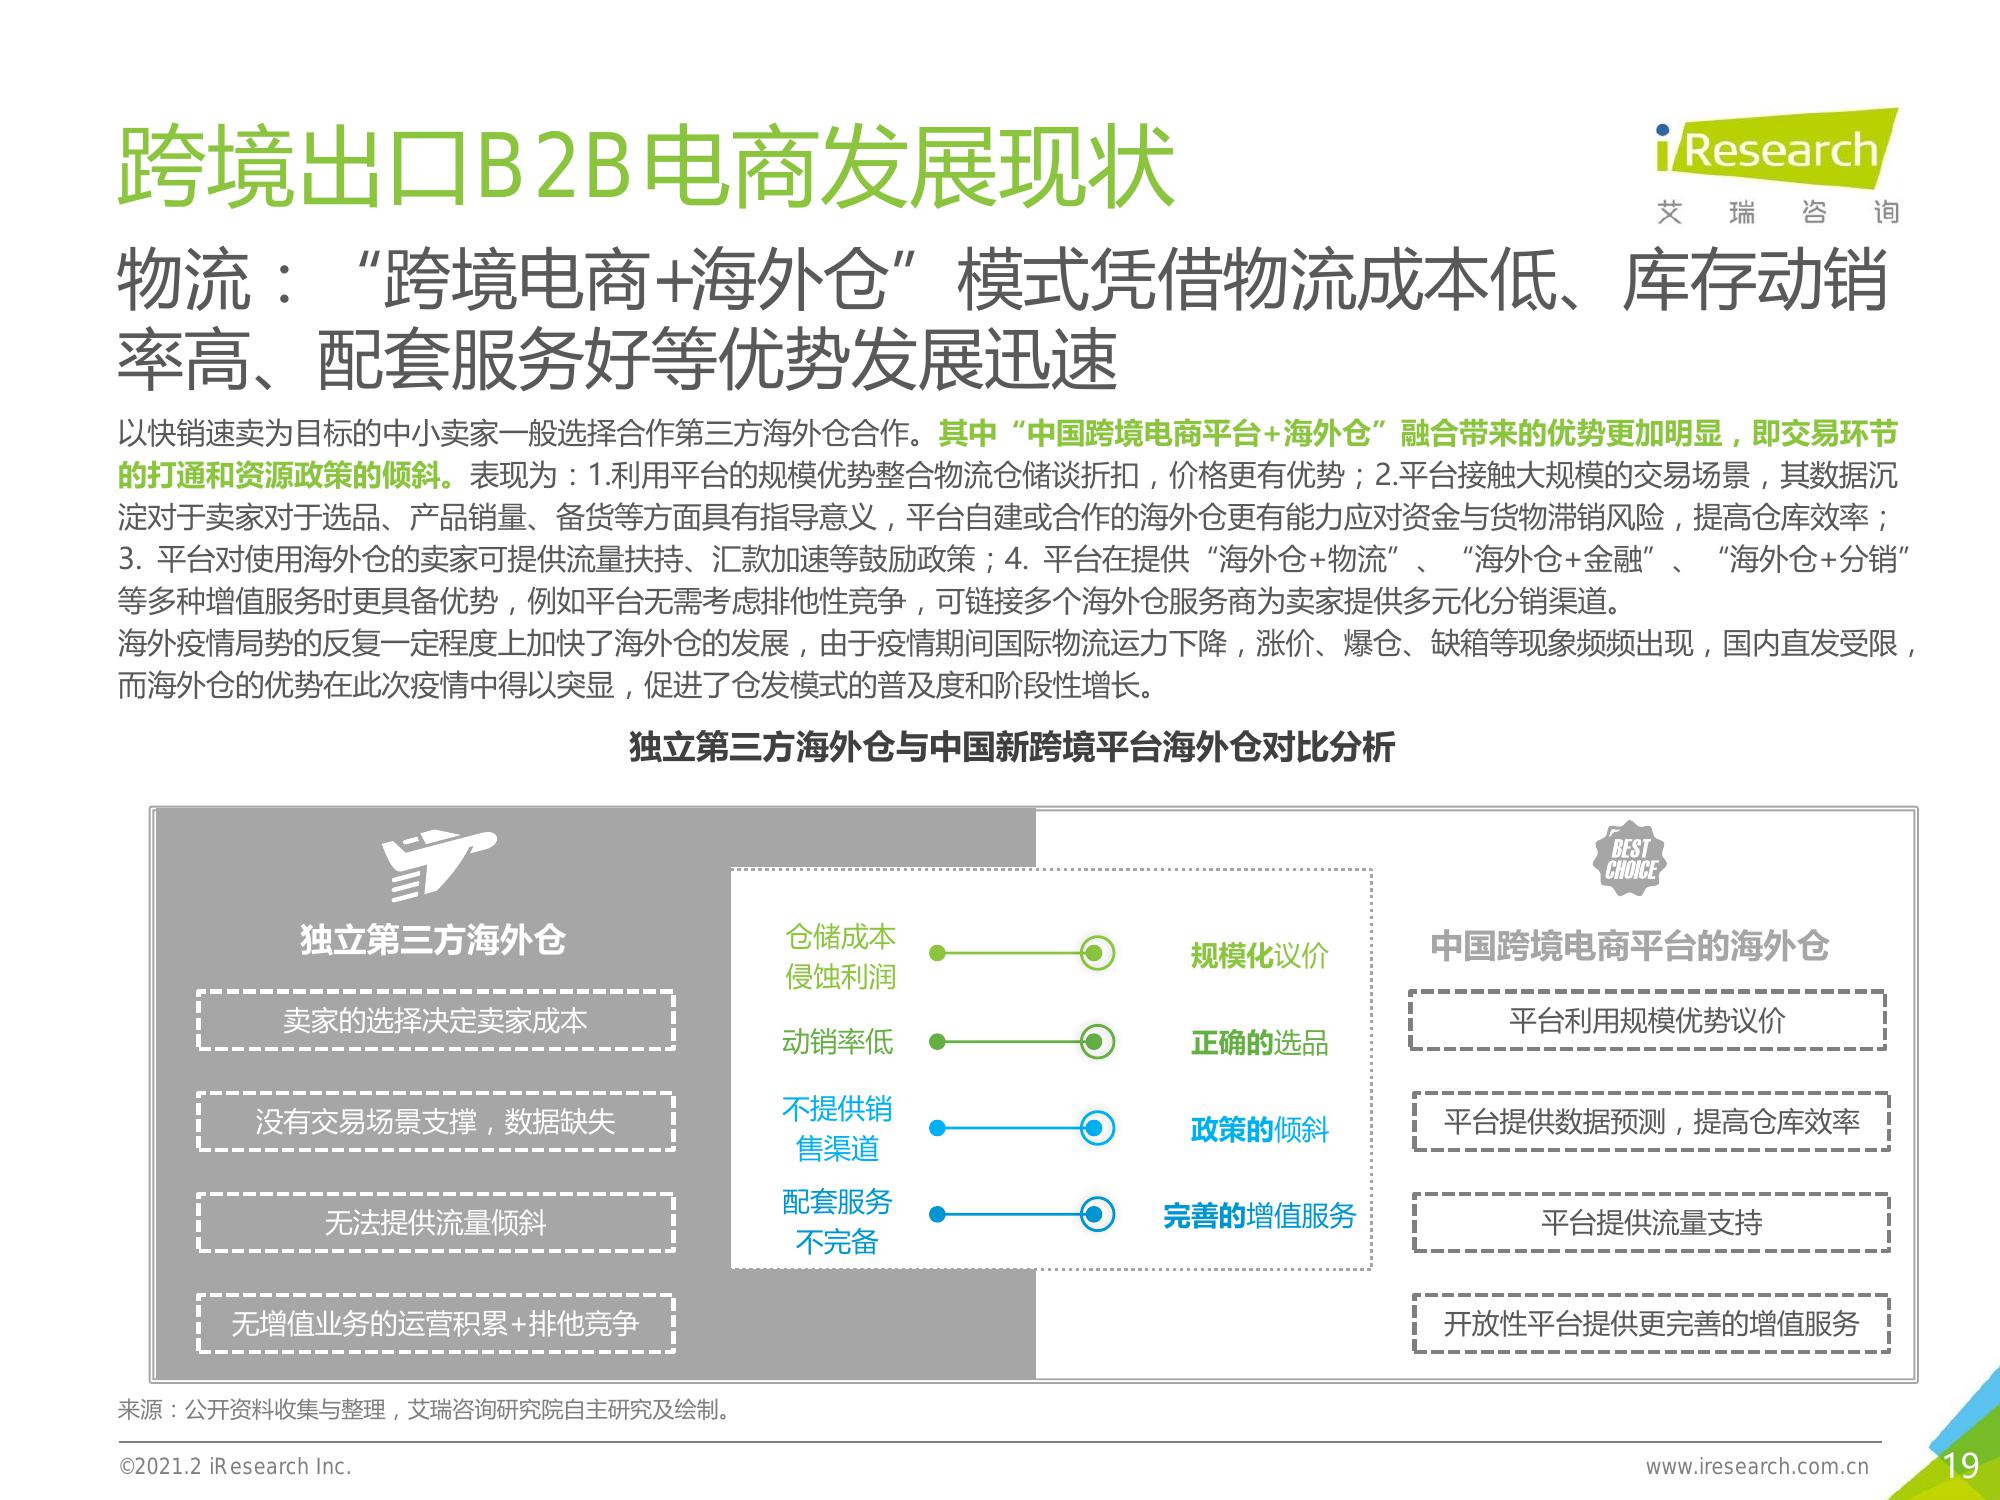 跨境出口B2B电商发展现状
iResearch
艾瑞咨询
物流：“跨境电商+海外仓”模式凭借物流成本低、库存动销
率高、配套服务好等优势发展迅速
以快销速卖为目标的中小卖家一般选择合作第三方海外仓合作。其中“中国跨境电商平台+海外仓”融合带来的优势更加明显，即交易环节
的打通和资源政策的倾斜。表现为：1.利用平台的规模优势整合物流仓储谈折扣，价格更有优势；2.平台接触大规模的交易场景，其数据沉
淀对于卖家对于选品、产品销量、备货等方面具有指导意义，平台自建或合作的海外仓更有能力应对资金与货物滞销风险，提高仓库效率；
3. 平台对使用海外仓的卖家可提供流量扶持、汇款加速等鼓励政策；4. 平台在提供“海外仓+物流”、“海外仓+金融”、“海外仓+分销”
等多种增值服务时更具备优势，例如平台无需考虑排他性竞争，可链接多个海外仓服务商为卖家提供多元化分销渠道。
海外疫情局势的反复一定程度上加快了海外仓的发展，由于疫情期间国际物流运力下降，涨价、爆仓、缺箱等现象频频出现，国内直发受限，
而海外仓的优势在此次疫情中得以突显，促进了仓发模式的普及度和阶段性增长。
独立第三方海外仓与中国新跨境平台海外仓对比分析
独立第三方海外仓
卖家的选择决定卖家成本
没有交易场景支撑，数据缺失
无法提供流量倾斜
无增值业务的运营积累+排他竞争
仓储成本
侵蚀利润
规模化议价
动销率低
正确的选品
不提供销
售渠道
政策的倾斜
配套服务
不完备
完善的增值服务
BEST
CHOICE
中国跨境电商平台的海外仓
平台利用规模优势议价
平台提供数据预测，提高仓库效率
平台提供流量支持
开放性平台提供更完善的增值服务
来源：公开资料收集与整理，艾瑞咨询研究院自主研究及绘制。
©2021.2 iResearch Inc.
www.iresearch.com.cn
19